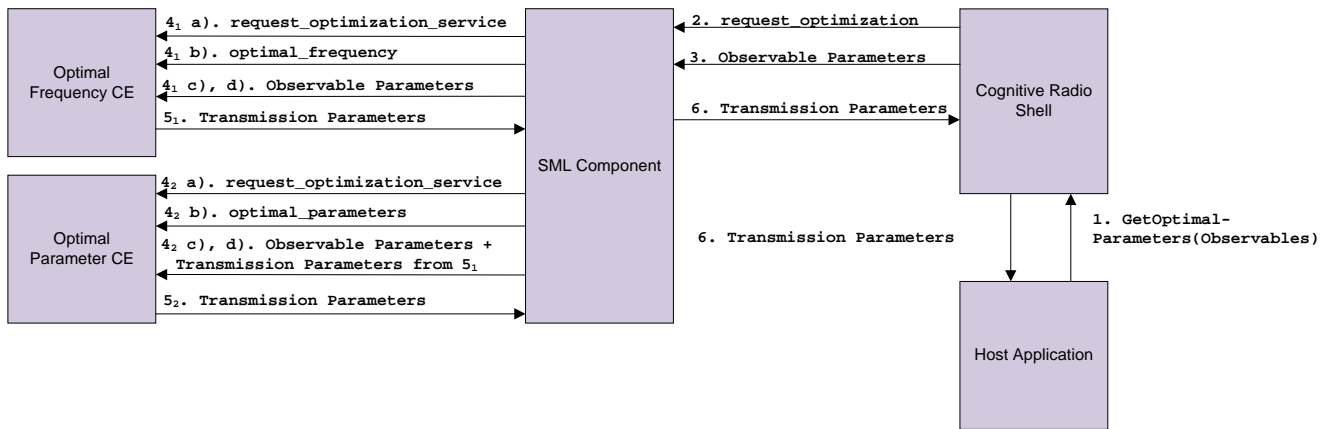 4₁ a). request_optimization_service
4₁ b). optimal_frequency
4₁ c), d). Observable Parameters
5₁. Transmission Parameters
Optimal
Frequency CE
4₂ a). request_optimization_service
4₂ b). optimal_parameters
4₂ c), d). Observable Parameters +
Transmission Parameters from 5₁
5₂. Transmission Parameters
Optimal
Parameter CE
SML Component
2. request_optimization
3. Observable Parameters
6. Transmission Parameters
Cognitive Radio
Shell
6. Transmission Parameters
1. GetOptimal-
Parameters(Observables)
Host Application